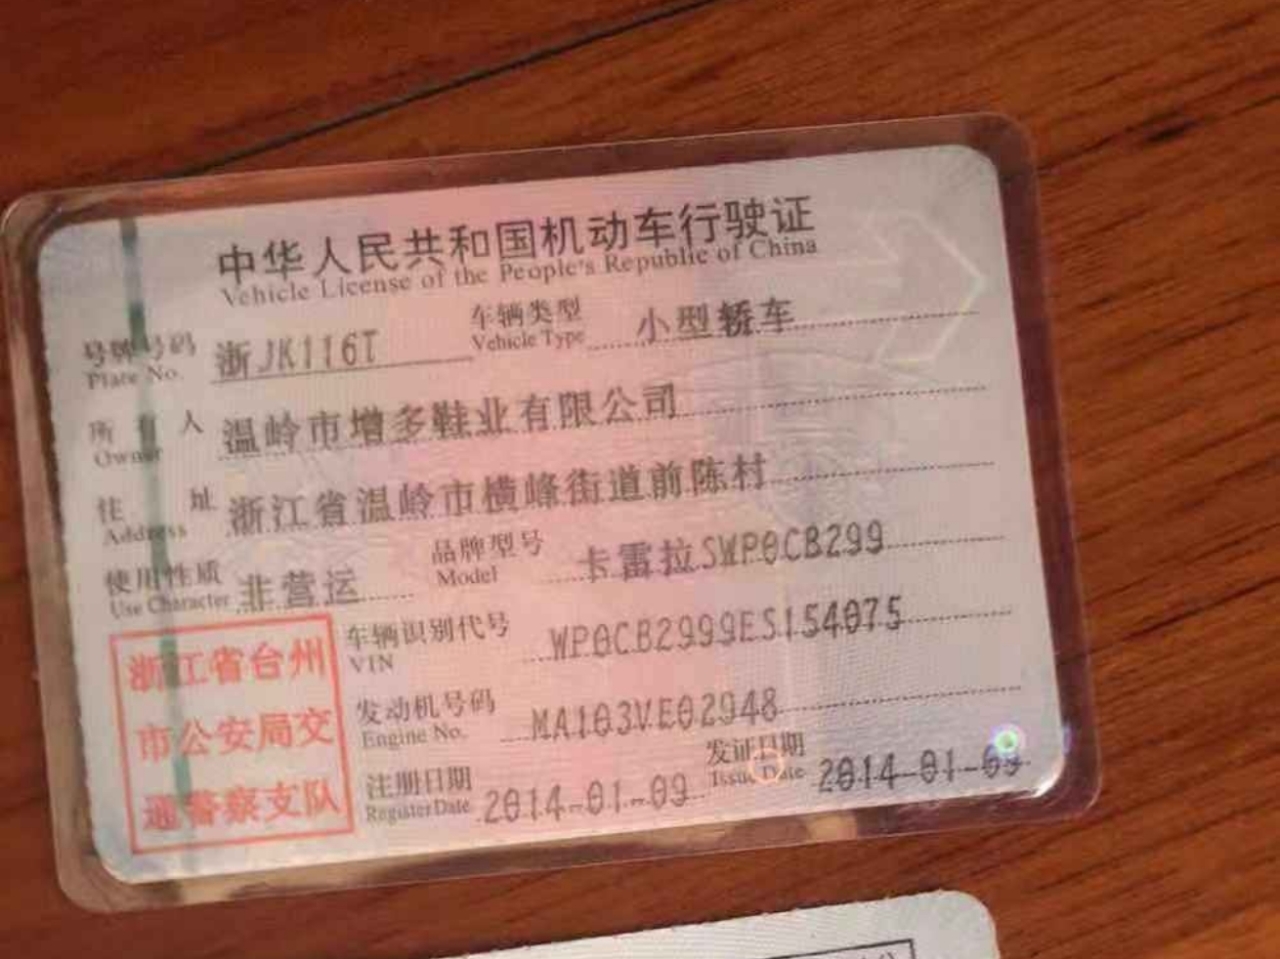 中华人民共和国机动车行驶证
Vehicle License of the People's Republic of China
号牌号码 浙JK116T 车辆类型 小型轿车
Plate No. Vehicle Type
所有人 温岭市增多鞋业有限公司
Owner
住址 浙江省温岭市横峰街道前陈村
Address
使用性质 非营运 品牌型号 卡雷拉SWP0CB299
Use Character Model
车辆识别代号 WP0CB2999ES154075
VIN
发动机号码 MA103VE02948
Engine No.
注册日期 2014-01-09 发证日期 2014-01-09
Register Date Issue Date
浙江省台州
市公安局交
通警察支队